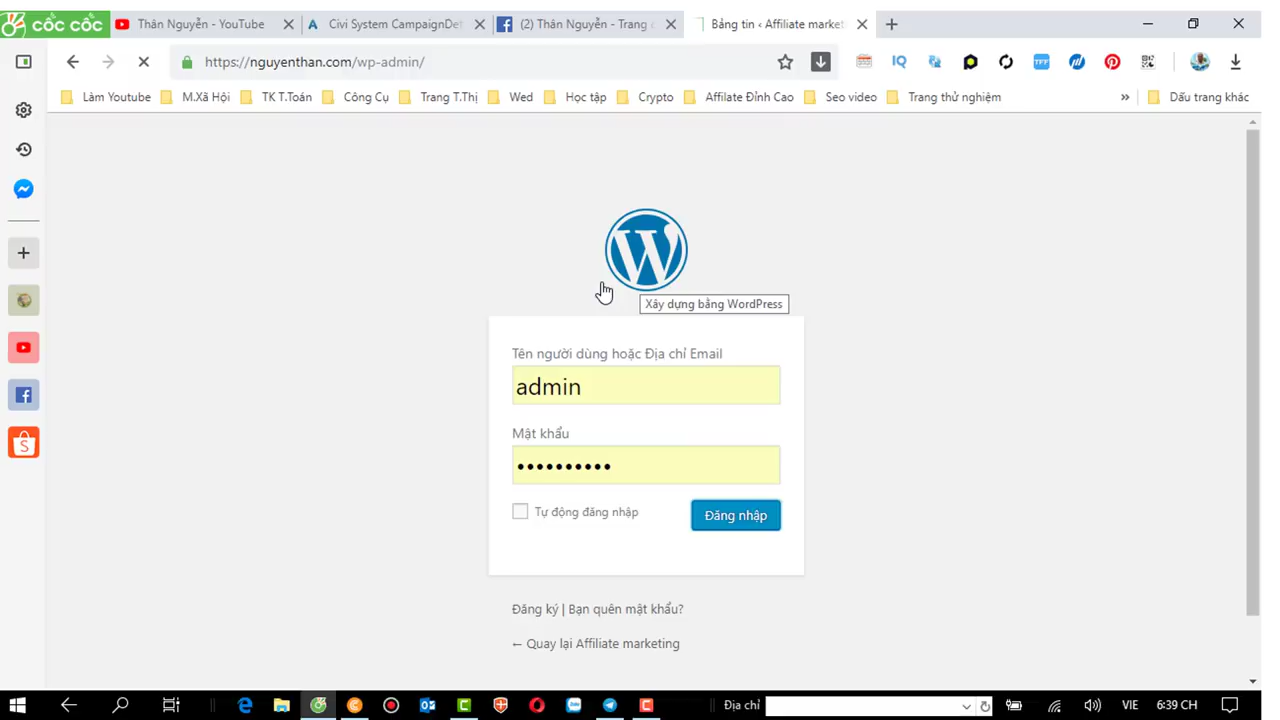 cốc cốc
Thân Nguyễn - YouTube
Civi System CampaignDet
(2) Thân Nguyễn - Trang c
Bảng tin ‹ Affiliate market
https://nguyenthan.com/wp-admin/
IQ
TFF
Làm Youtube
M.Xã Hội
TK T.Toán
Công Cụ
Trang T.Thị
Wed
Học tập
Crypto
Affilate Đỉnh Cao
Seo video
Trang thử nghiệm
»
Dấu trang khác
Xây dựng bằng WordPress
Tên người dùng hoặc Địa chỉ Email
admin
Mật khẩu
••••••••••
Tự động đăng nhập
Đăng nhập
Đăng ký | Bạn quên mật khẩu?
← Quay lại Affiliate marketing
Địa chỉ
VIE
6:39 CH